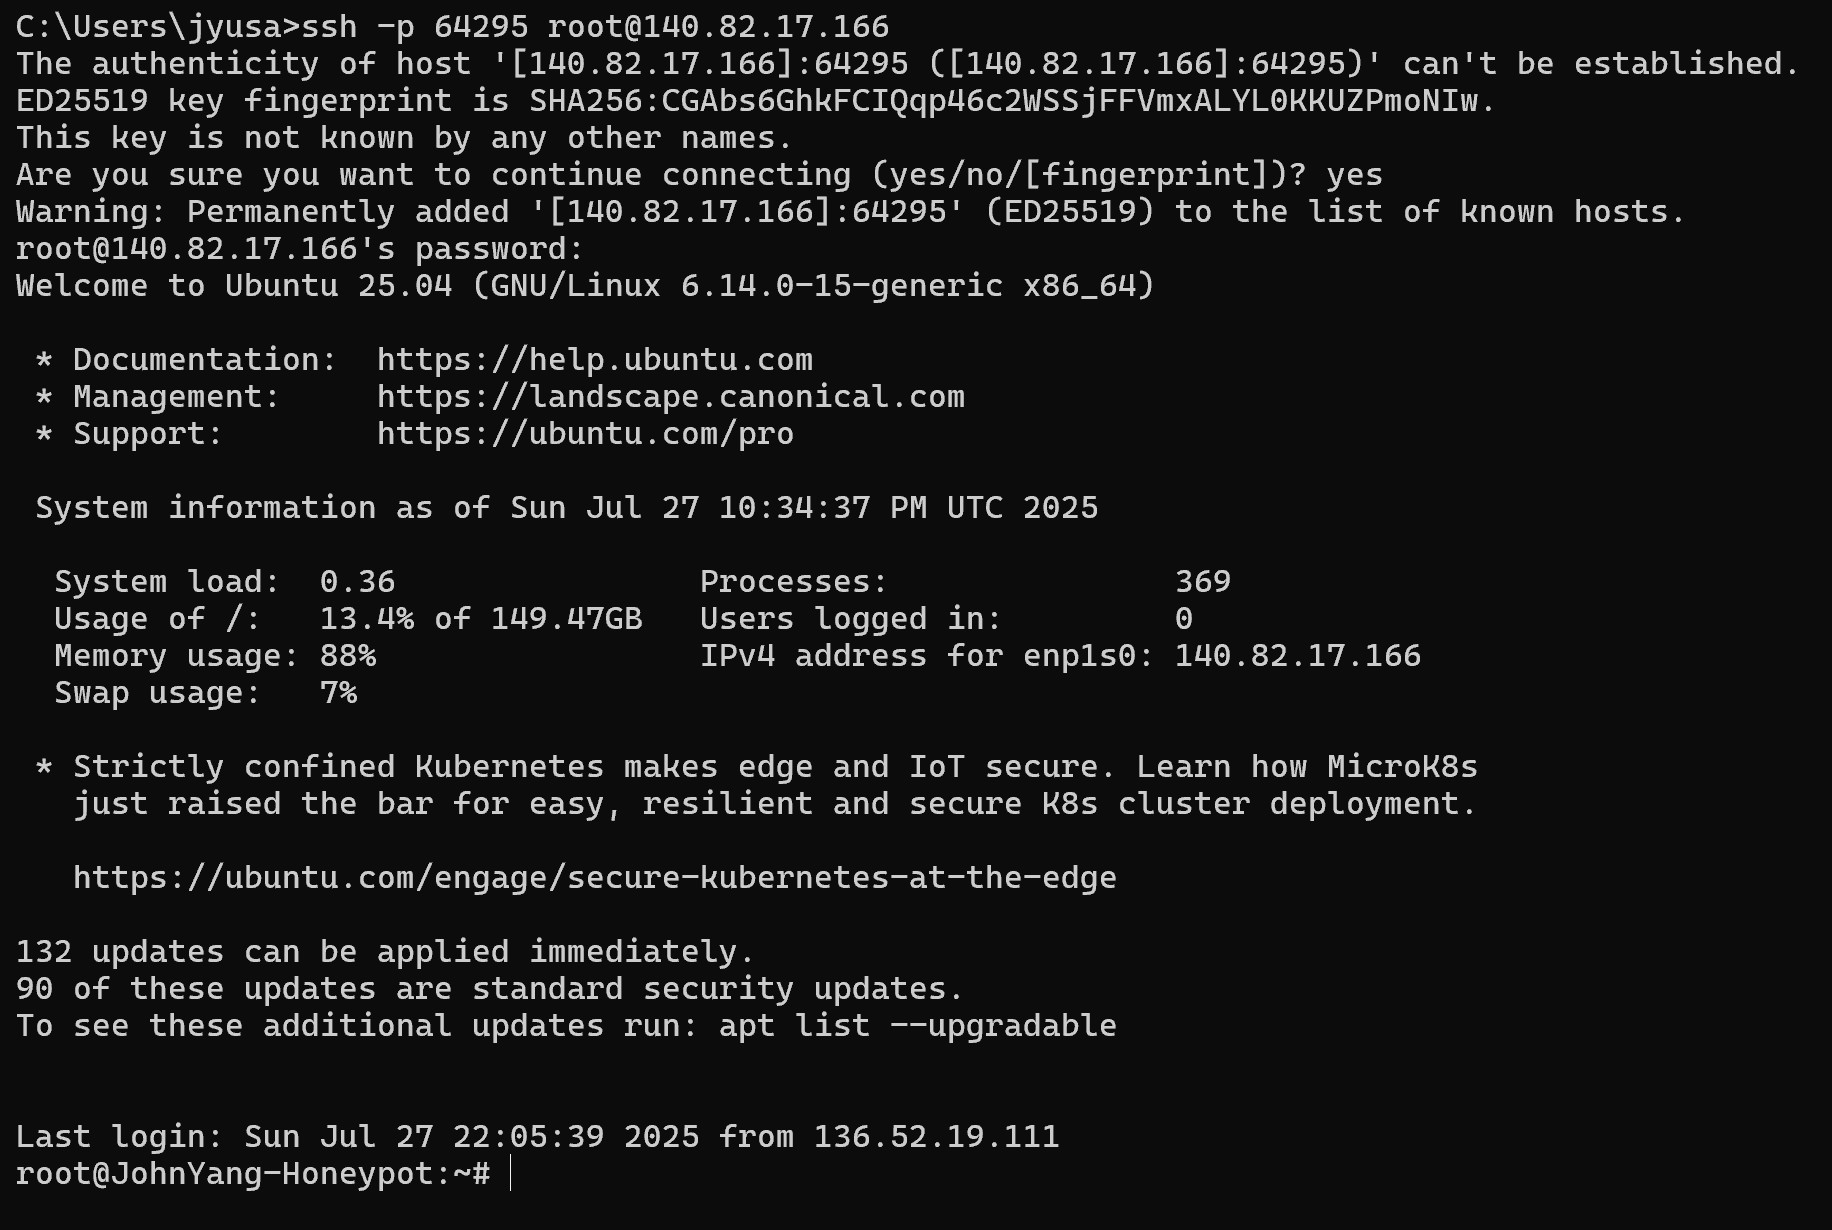 C:\Users\jyusa>ssh -p 64295 root@140.82.17.166
The authenticity of host '[140.82.17.166]:64295 ([140.82.17.166]:64295)' can't be established.
ED25519 key fingerprint is SHA256:CGAbs6GhkFCIQqp46c2WSSjFFVmxALYL0KKUZPmoNIw.
This key is not known by any other names.
Are you sure you want to continue connecting (yes/no/[fingerprint])? yes
Warning: Permanently added '[140.82.17.166]:64295' (ED25519) to the list of known hosts.
root@140.82.17.166's password:
Welcome to Ubuntu 25.04 (GNU/Linux 6.14.0-15-generic x86_64)

 * Documentation:  https://help.ubuntu.com
 * Management:     https://landscape.canonical.com
 * Support:        https://ubuntu.com/pro

 System information as of Sun Jul 27 10:34:37 PM UTC 2025

  System load:  0.36                Processes:               369
  Usage of /:   13.4% of 149.47GB   Users logged in:         0
  Memory usage: 88%                 IPv4 address for enp1s0: 140.82.17.166
  Swap usage:   7%

 * Strictly confined Kubernetes makes edge and IoT secure. Learn how MicroK8s
   just raised the bar for easy, resilient and secure K8s cluster deployment.

   https://ubuntu.com/engage/secure-kubernetes-at-the-edge

132 updates can be applied immediately.
90 of these updates are standard security updates.
To see these additional updates run: apt list --upgradable


Last login: Sun Jul 27 22:05:39 2025 from 136.52.19.111
root@JohnYang-Honeypot:~#